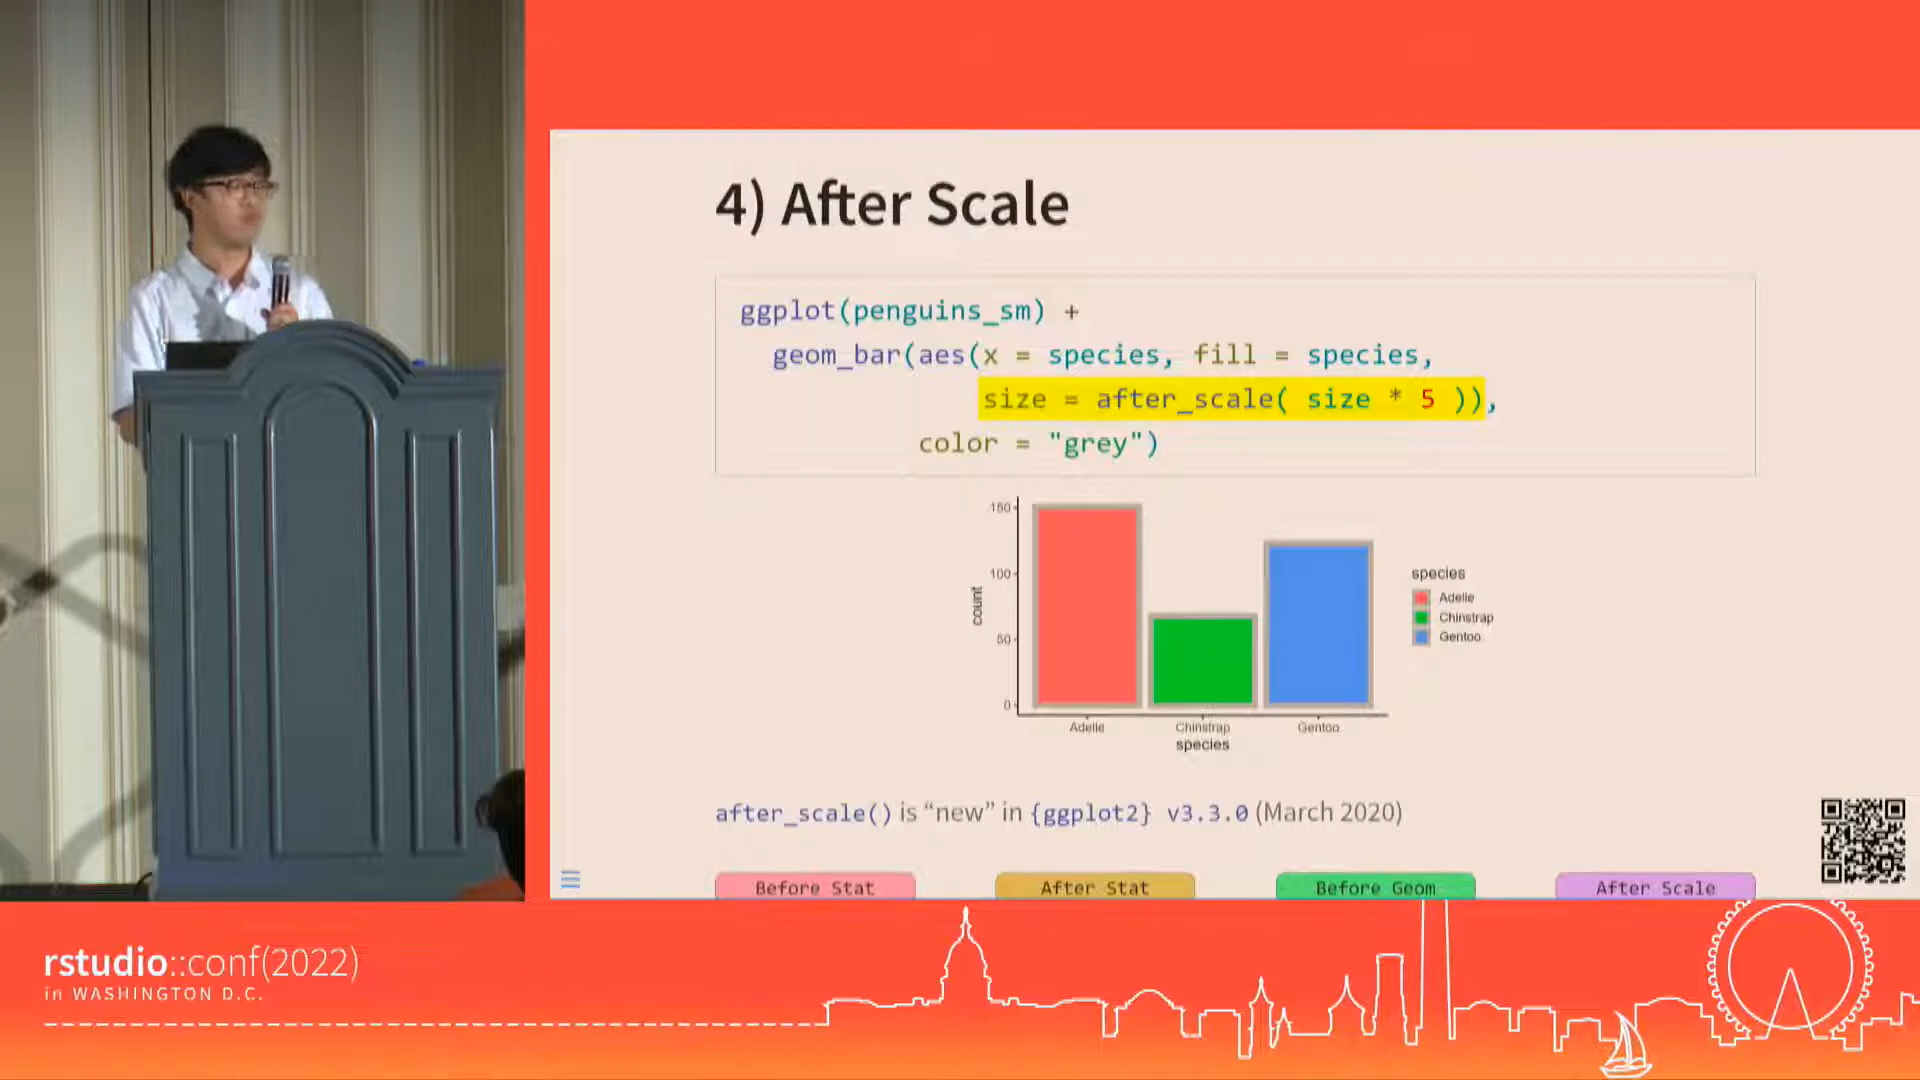 4) After Scale
ggplot(penguins_sm) +
geom_bar(aes(x = species, fill = species,
size = after_scale( size * 5 )),
color = "grey")
150
100
50
0
count
Adelie
Chinstrap
Gentoo
species
species
Adelie
Chinstrap
Gentoo
after_scale() is “new” in {ggplot2} v3.3.0 (March 2020)
Before Stat
After Stat
Before Geom
After Scale
rstudio::conf(2022)
in WASHINGTON D.C.